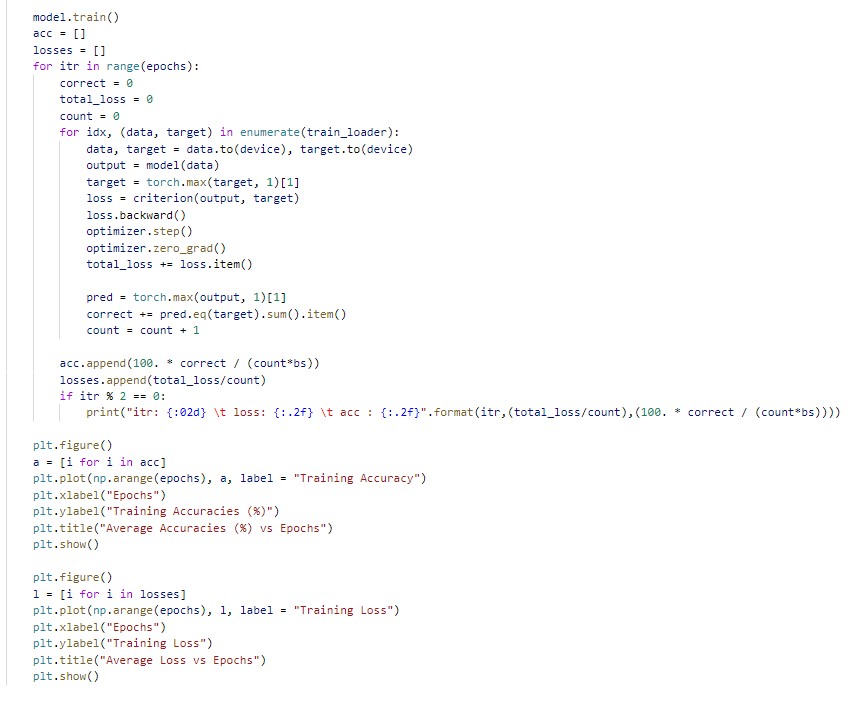 model.train()
acc = []
losses = []
for itr in range(epochs):
correct = 0
total_loss = 0
count = 0
for idx, (data, target) in enumerate(train_loader):
data, target = data.to(device), target.to(device)
output = model(data)
target = torch.max(target, 1)[1]
loss = criterion(output, target)
loss.backward()
optimizer.step()
optimizer.zero_grad()
total_loss += loss.item()
pred = torch.max(output, 1)[1]
correct += pred.eq(target).sum().item()
count = count + 1
acc.append(100. * correct / (count*bs))
losses.append(total_loss/count)
if itr % 2 == 0:
print("itr: {:02d} \t loss: {:.2f} \t acc : {:.2f}".format(itr,(total_loss/count),(100. * correct / (count*bs))))
plt.figure()
a = [i for i in acc]
plt.plot(np.arange(epochs), a, label = "Training Accuracy")
plt.xlabel("Epochs")
plt.ylabel("Training Accuracies (%)")
plt.title("Average Accuracies (%) vs Epochs")
plt.show()
plt.figure()
l = [i for i in losses]
plt.plot(np.arange(epochs), l, label = "Training Loss")
plt.xlabel("Epochs")
plt.ylabel("Training Loss")
plt.title("Average Loss vs Epochs")
plt.show()